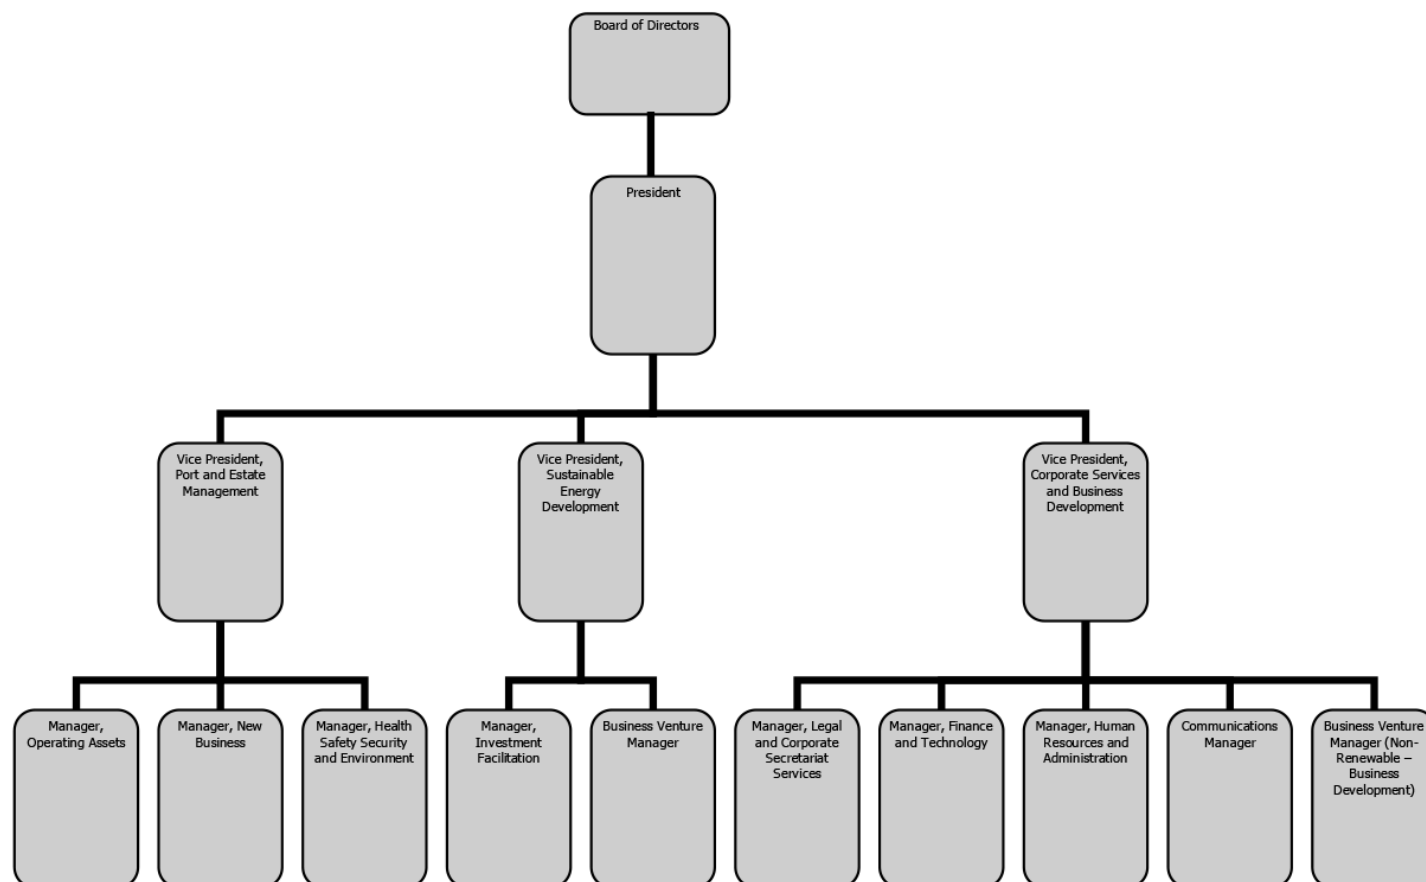 Board of Directors
President
Vice President,
Port and Estate
Management
Vice President,
Sustainable
Energy
Development
Vice President,
Corporate Services
and Business
Development
Manager,
Operating Assets
Manager, New
Business
Manager, Health
Safety Security
and Environment
Manager,
Investment
Facilitation
Business Venture
Manager
Manager, Legal
and Corporate
Secretariat
Services
Manager, Finance
and Technology
Manager, Human
Resources and
Administration
Communications
Manager
Business Venture
Manager (Non-
Renewable –
Business
Development)